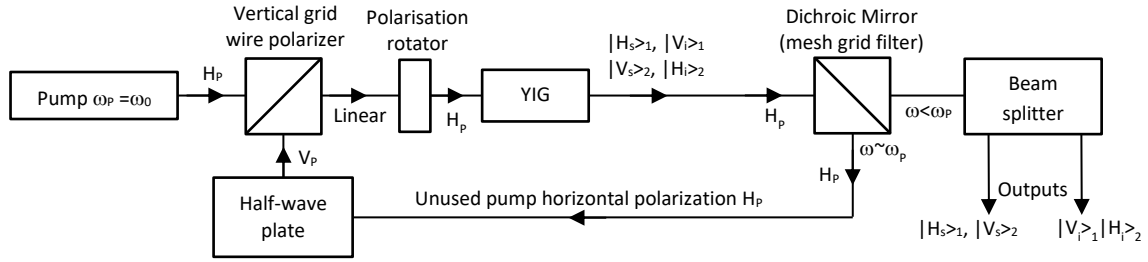 Vertical grid
wire polarizer
Polarisation
rotator
Dichroic Mirror
(mesh grid filter)
Pump ωP =ω0
HP
Linear
HP
YIG
|Hs>1, |Vi>1
|Vs>2, |Hi>2
HP
ω<ωP
Beam
splitter
VP
ω~ωp
HP
Half-wave
plate
Unused pump horizontal polarization HP
Outputs
|Hs>1, |Vs>2
|Vi>1|Hi>2